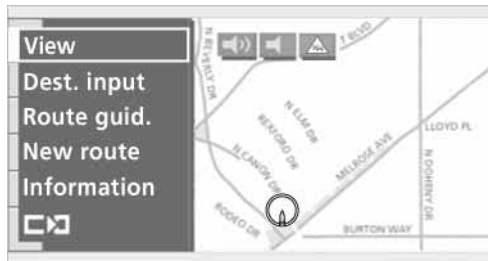 View
Dest. input
Route guid.
New route
Information
N BEVERLY DR
T BLVD
N ELM DR
REXFORD DR
N CANON DR
RODEO DR
MELROSE AVE
LLOYD PL
N DOHENY DR
BURTON WAY